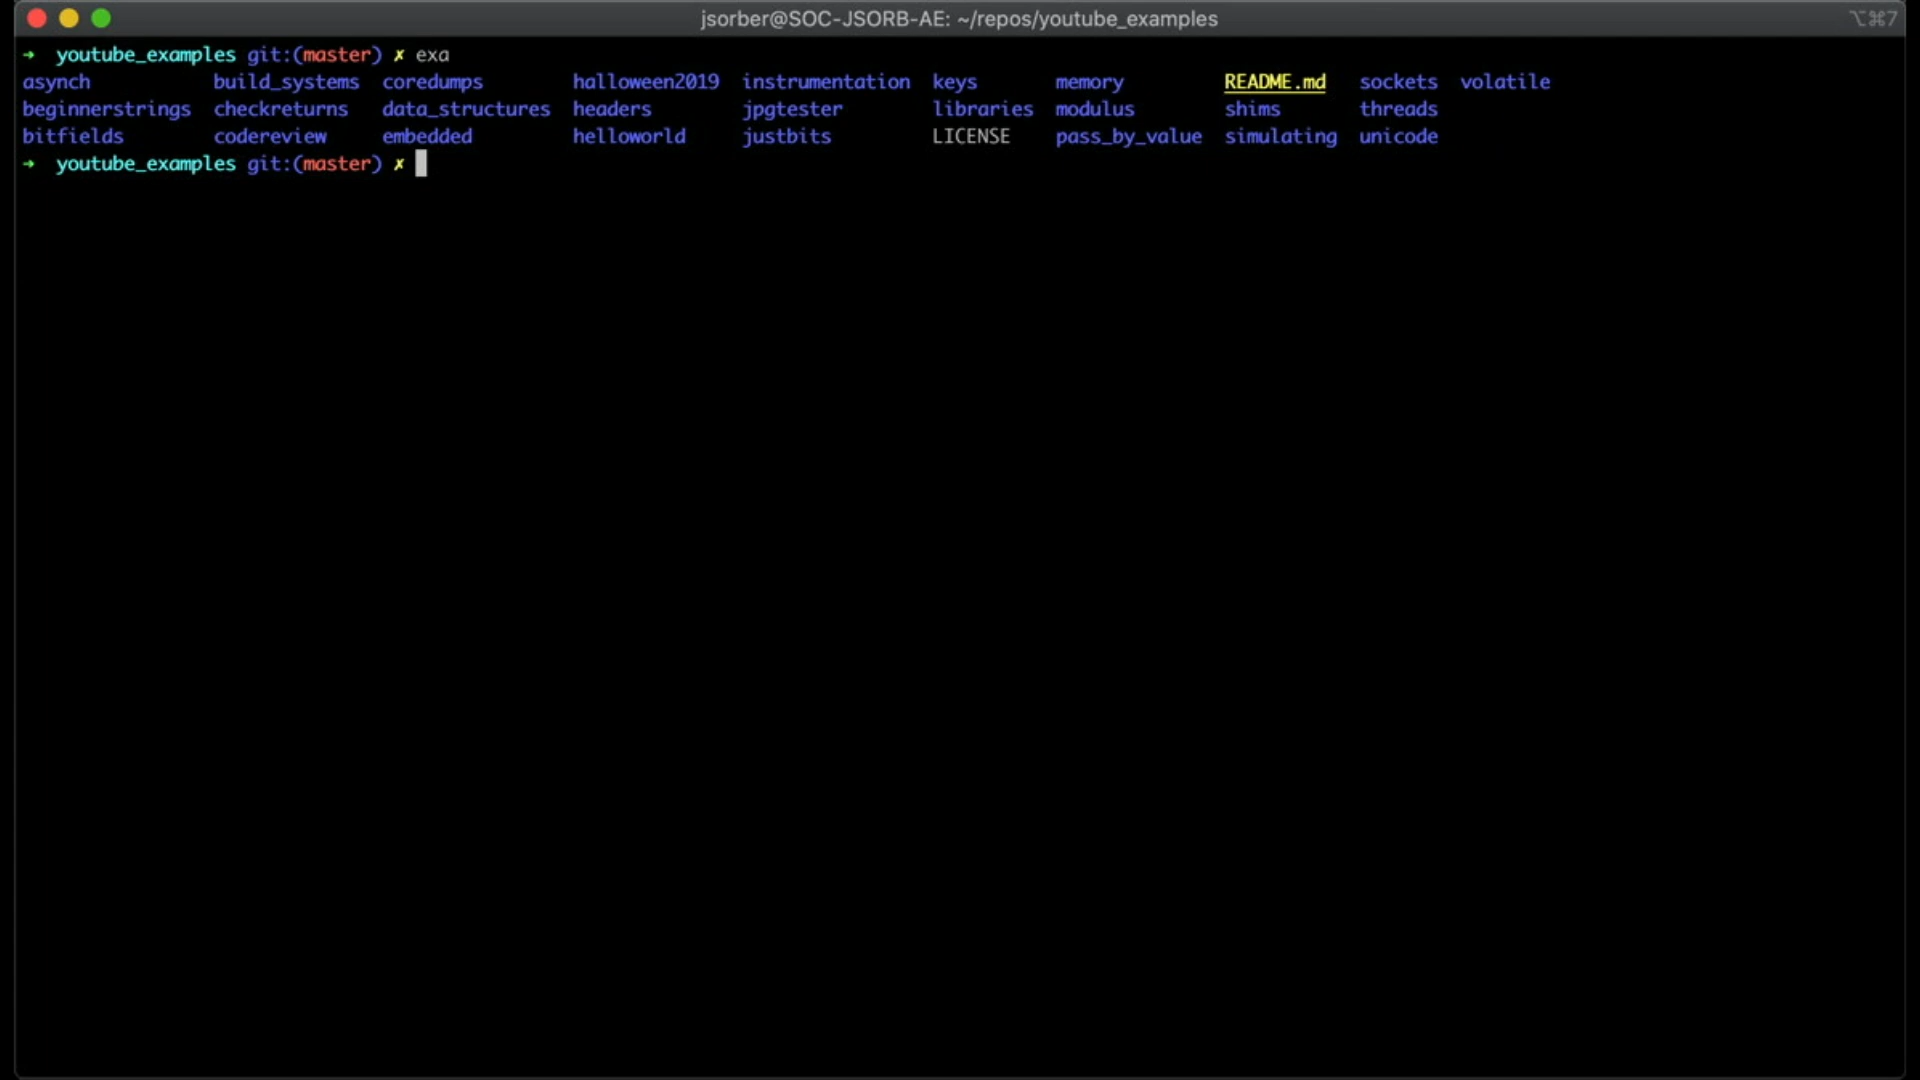 jsorber@SOC-JSORB-AE: ~/repos/youtube_examples ⌥⌘7
➜ youtube_examples git:(master) ✗ exa
asynch build_systems coredumps halloween2019 instrumentation keys memory README.md sockets volatile
beginnerstrings checkreturns data_structures headers jpgtester libraries modulus shims threads
bitfields codereview embedded helloworld justbits LICENSE pass_by_value simulating unicode
➜ youtube_examples git:(master) ✗